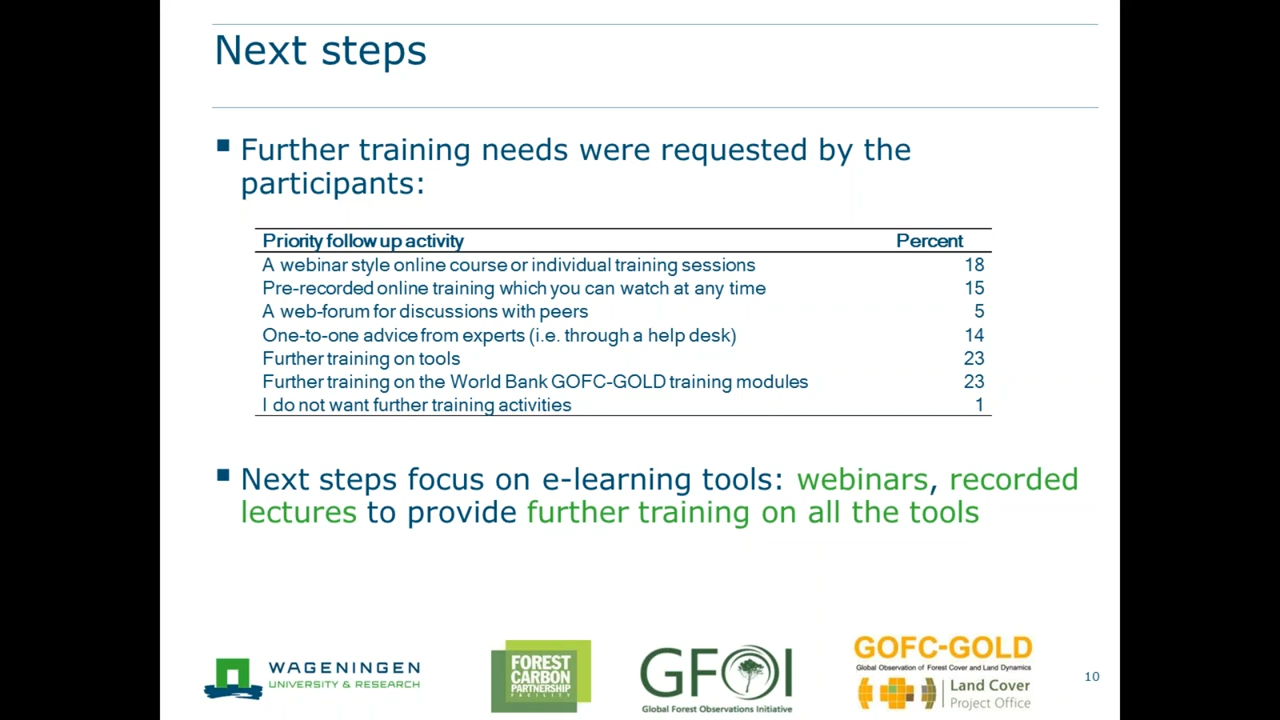 Next steps
Further training needs were requested by the
participants:
Priority follow up activity Percent
A webinar style online course or individual training sessions 18
Pre-recorded online training which you can watch at any time 15
A web-forum for discussions with peers 5
One-to-one advice from experts (i.e. through a help desk) 14
Further training on tools 23
Further training on the World Bank GOFC-GOLD training modules 23
I do not want further training activities 1
Next steps focus on e-learning tools: webinars, recorded
lectures to provide further training on all the tools
WAGENINGEN
UNIVERSITY & RESEARCH
FOREST
CARBON
PARTNERSHIP
FACILITY
GFOI
Global Forest Observations Initiative
GOFC-GOLD
Global Observation of Forest Cover and Land Dynamics
Land Cover
Project Office
10